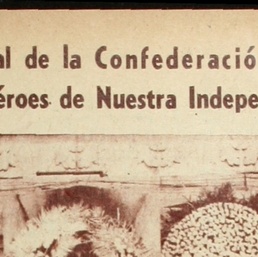 al de la Confederació
éroes de Nuestra Indepe